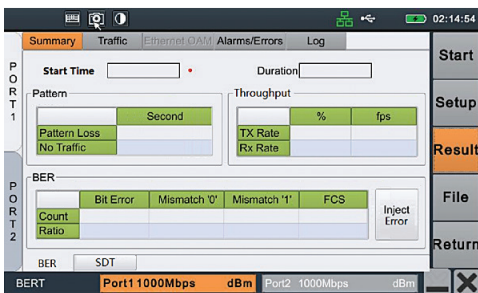 02:14:54
Summary Traffic Ethernet OAM Alarms/Errors Log
Start
PORT 1
Start Time Duration
Pattern Throughput
Setup
Second % fps
Pattern Loss TX Rate
No Traffic Rx Rate
Result
PORT 2
BER
Bit Error Mismatch '0' Mismatch '1' FCS
Count
Ratio
Inject Error
File
BER SDT
Return
BERT Port1 1000Mbps dBm Port2 1000Mbps dBm